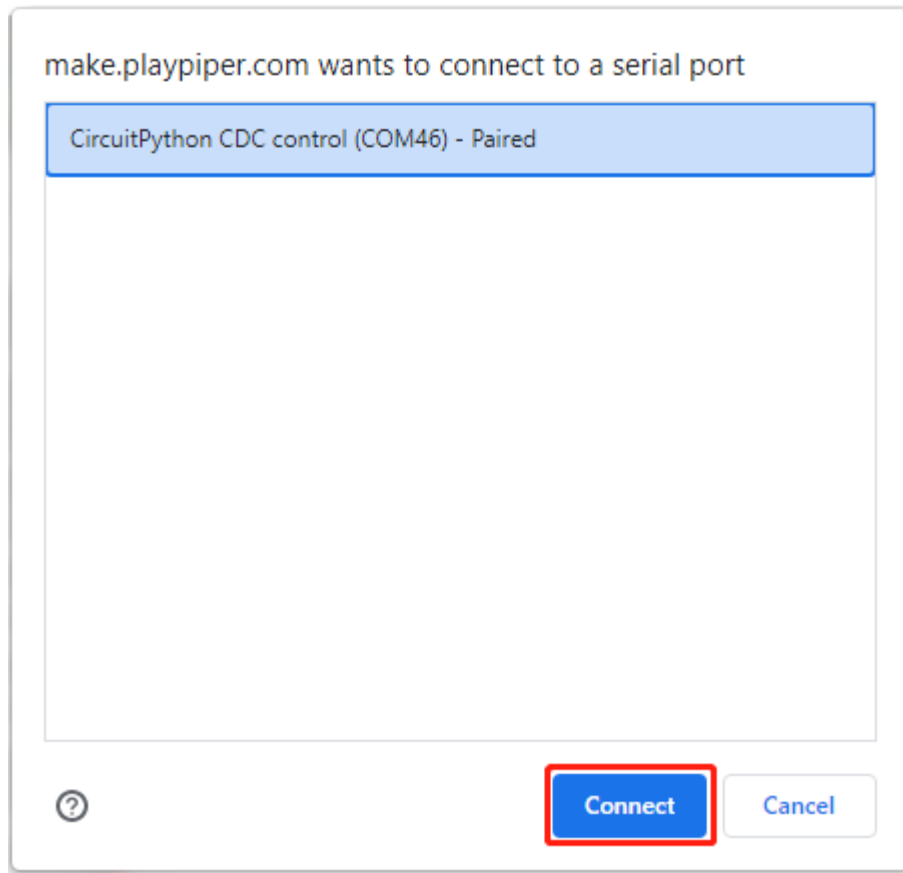 make.playpiper.com wants to connect to a serial port
CircuitPython CDC control (COM46) - Paired
Connect
Cancel